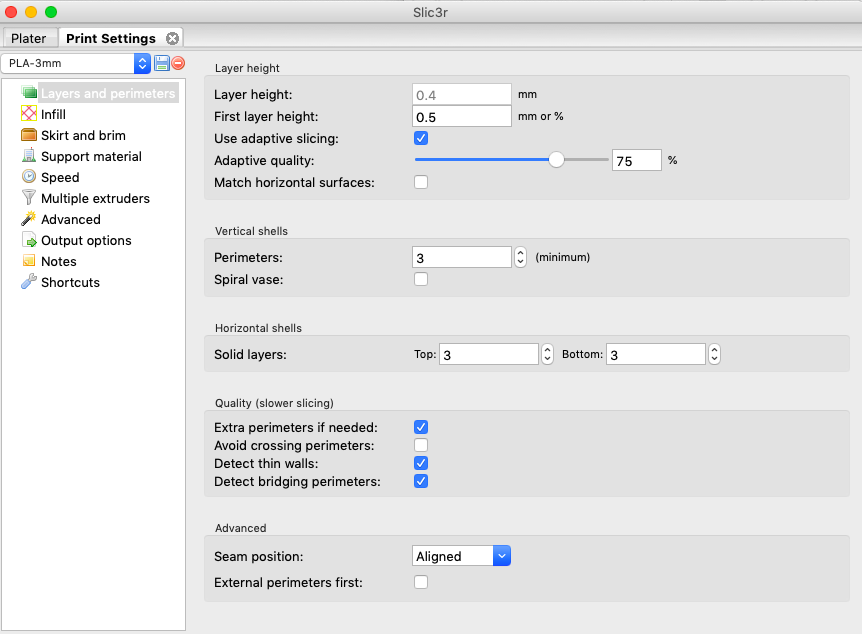 Slic3r
Plater Print Settings
PLA-3mm
Layers and perimeters
Infill
Skirt and brim
Support material
Speed
Multiple extruders
Advanced
Output options
Notes
Shortcuts
Layer height
Layer height: 0.4 mm
First layer height: 0.5 mm or %
Use adaptive slicing:
Adaptive quality: 75 %
Match horizontal surfaces:
Vertical shells
Perimeters: 3 (minimum)
Spiral vase:
Horizontal shells
Solid layers: Top: 3 Bottom: 3
Quality (slower slicing)
Extra perimeters if needed:
Avoid crossing perimeters:
Detect thin walls:
Detect bridging perimeters:
Advanced
Seam position: Aligned
External perimeters first: